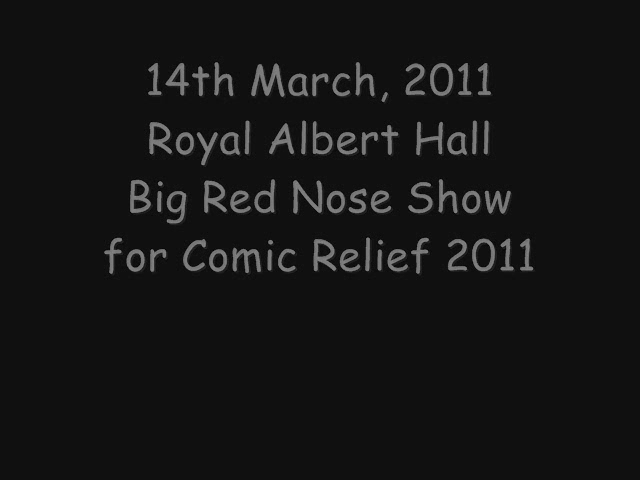 14th March, 2011
Royal Albert Hall
Big Red Nose Show
for Comic Relief 2011